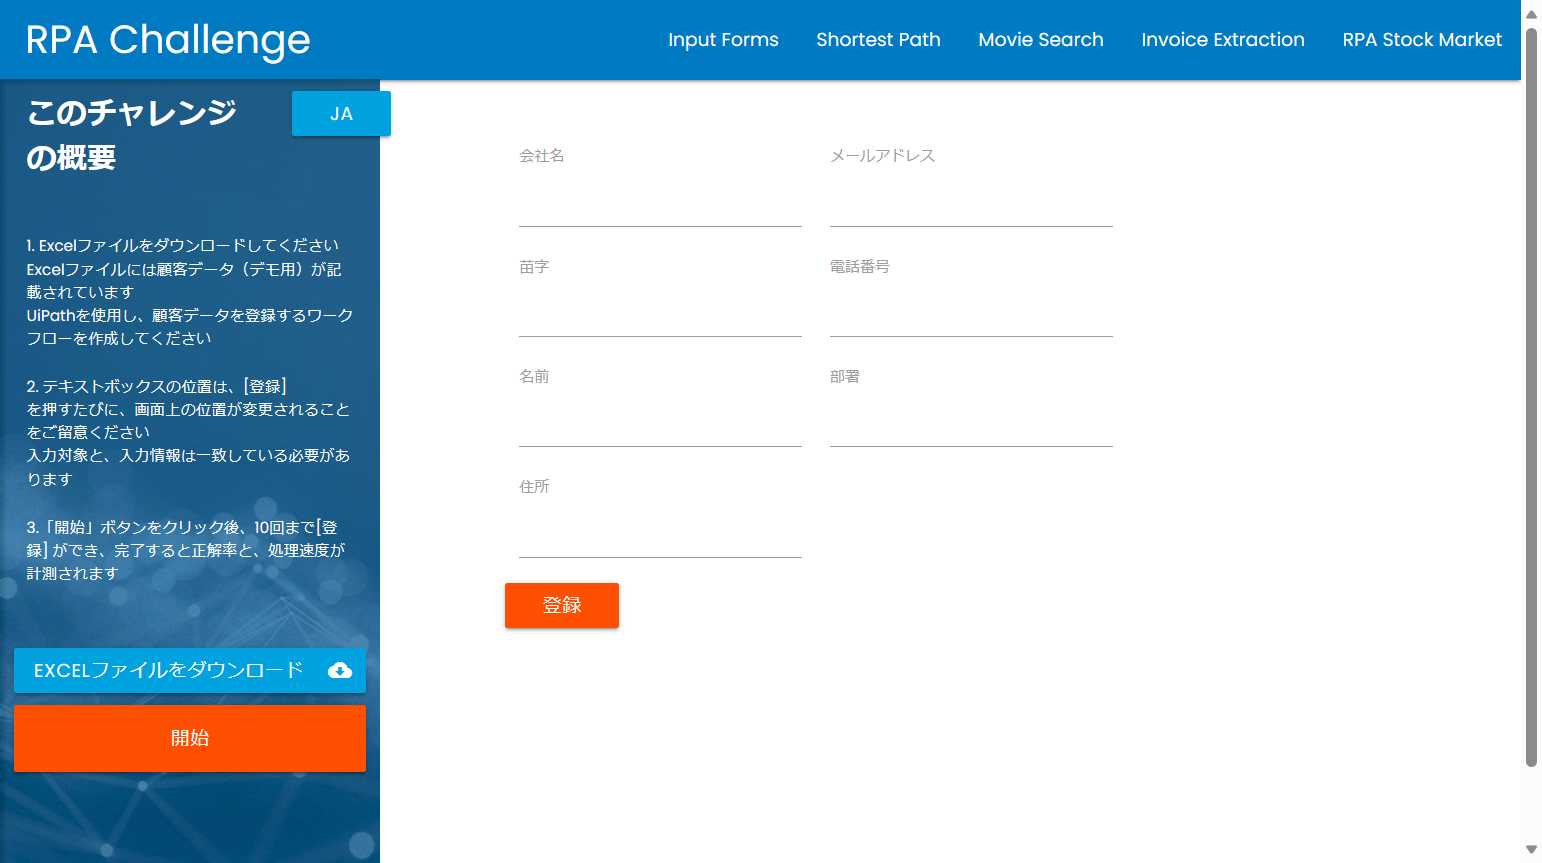 RPA Challenge
Input Forms
Shortest Path
Movie Search
Invoice Extraction
RPA Stock Market
このチャレンジ
の概要
JA
1. Excelファイルをダウンロードしてください
Excelファイルには顧客データ（デモ用）が記
載されています
UiPathを使用し、顧客データを登録するワーク
フローを作成してください
2. テキストボックスの位置は、[登録]
を押すたびに、画面上の位置が変更されること
をご留意ください
入力対象と、入力情報は一致している必要があ
ります
3.「開始」ボタンをクリック後、10回まで[登
録] ができ、完了すると正解率と、処理速度が
計測されます
EXCELファイルをダウンロード
開始
会社名
メールアドレス
苗字
電話番号
名前
部署
住所
登録